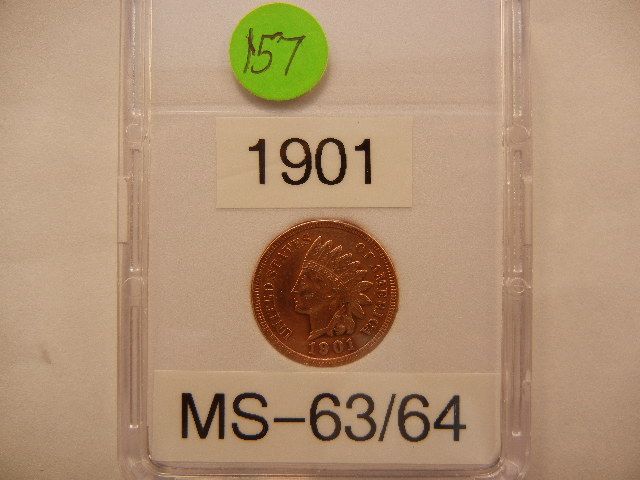 157
1901
UNITED STATES OF AMERICA
1901
MS-63/64